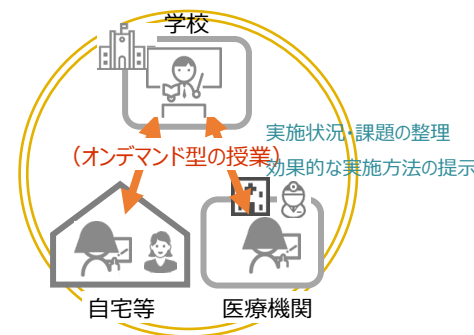 学校
実施状況・課題の整理
(オンデマンド型の授業)
効果的な実施方法の提示
自宅等
医療機関